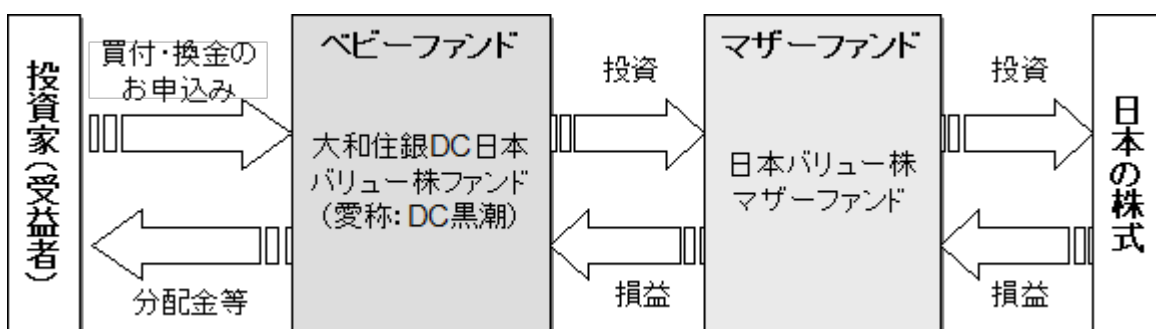 投資家(受益者)
買付・換金の
お申込み
分配金等
ベビーファンド
大和住銀DC日本
バリュー株ファンド
(愛称:DC黒潮)
投資
損益
マザーファンド
日本バリュー株
マザーファンド
投資
損益
日本の株式